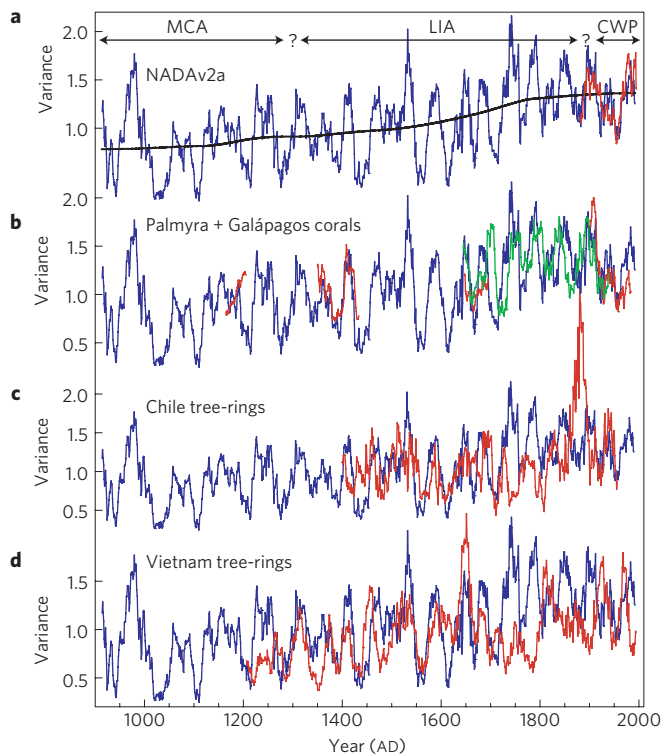 a
MCA
?
LIA
?
CWP
2.0
1.5
1.0
Variance
NADAv2a
b
2.0
1.5
1.0
0.5
Variance
Palmyra + Galápagos corals
c
2.0
1.5
1.0
0.5
Variance
Chile tree-rings
d
1.5
1.0
0.5
Variance
Vietnam tree-rings
1000
1200
1400
1600
1800
2000
Year (AD)